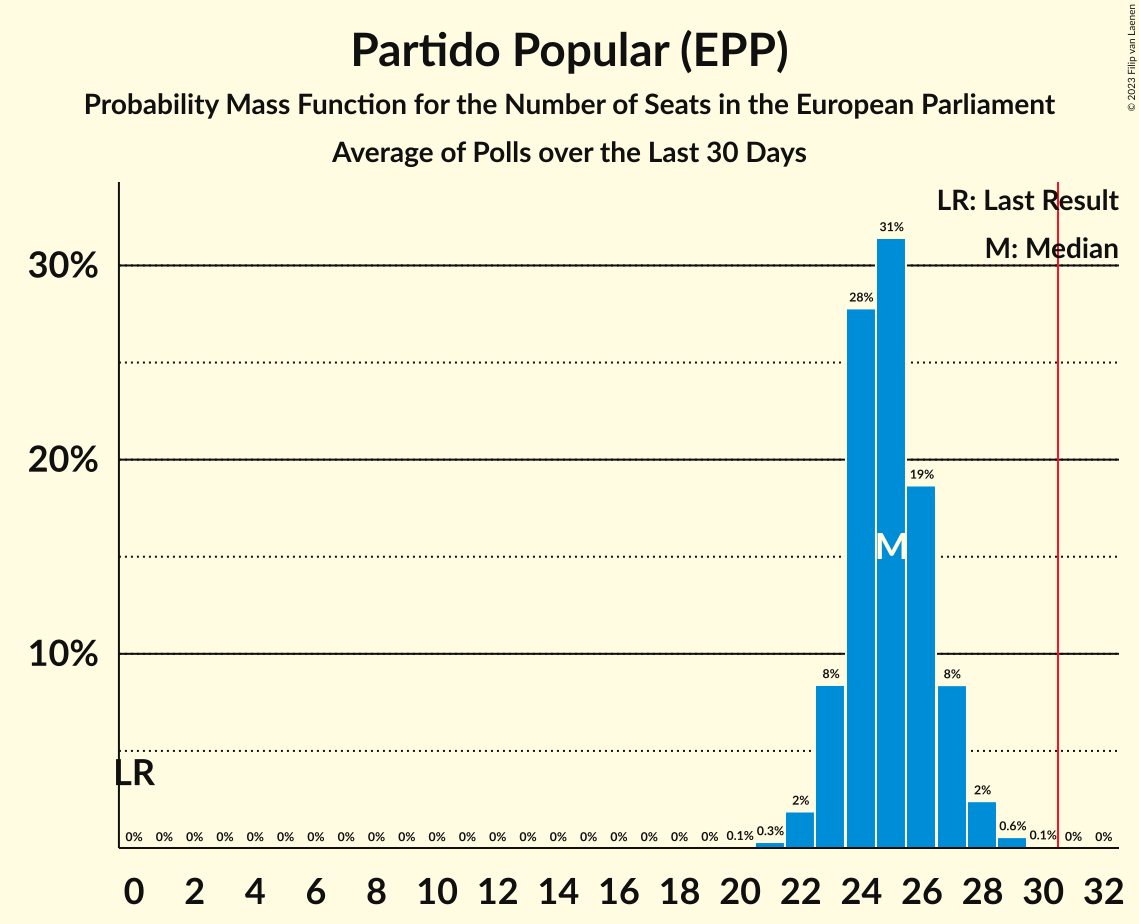 Partido Popular (EPP)
Probability Mass Function for the Number of Seats in the European Parliament
Average of Polls over the Last 30 Days
© 2023 Filip van Laenen
LR: Last Result
M: Median
30%
20%
10%
31%
28%
19%
M
8% 8%
LR
2% 2%
0% 0% 0% 0% 0% 0% 0% 0% 0% 0% 0% 0% 0% 0% 0% 0% 0% 0% 0% 0% 0.1% 0.3% 0.6% 0.1% 0% 0%
0 2 4 6 8 10 12 14 16 18 20 22 24 26 28 30 32